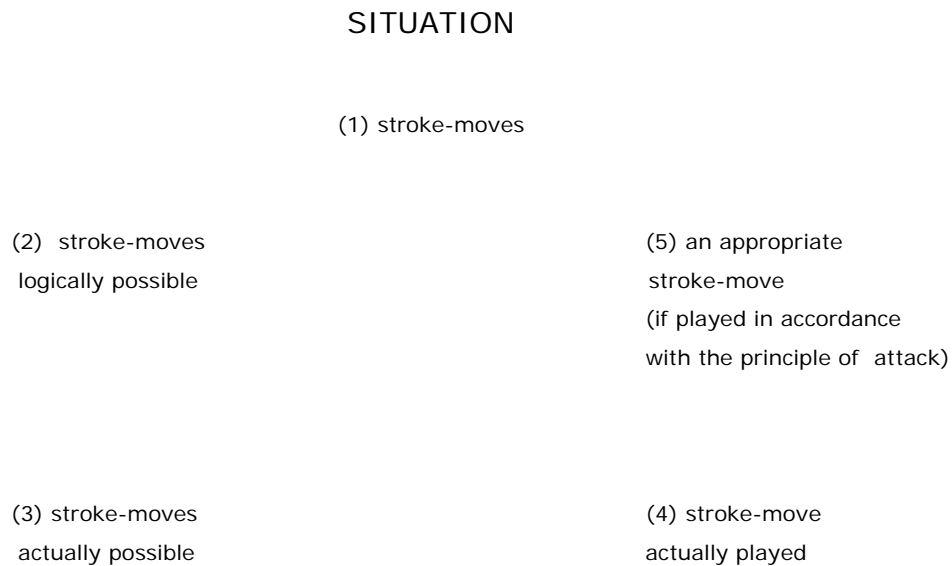 SITUATION
(1) stroke-moves
(2) stroke-moves
logically possible
(5) an appropriate
stroke-move
(if played in accordance
with the principle of attack)
(3) stroke-moves
actually possible
(4) stroke-move
actually played